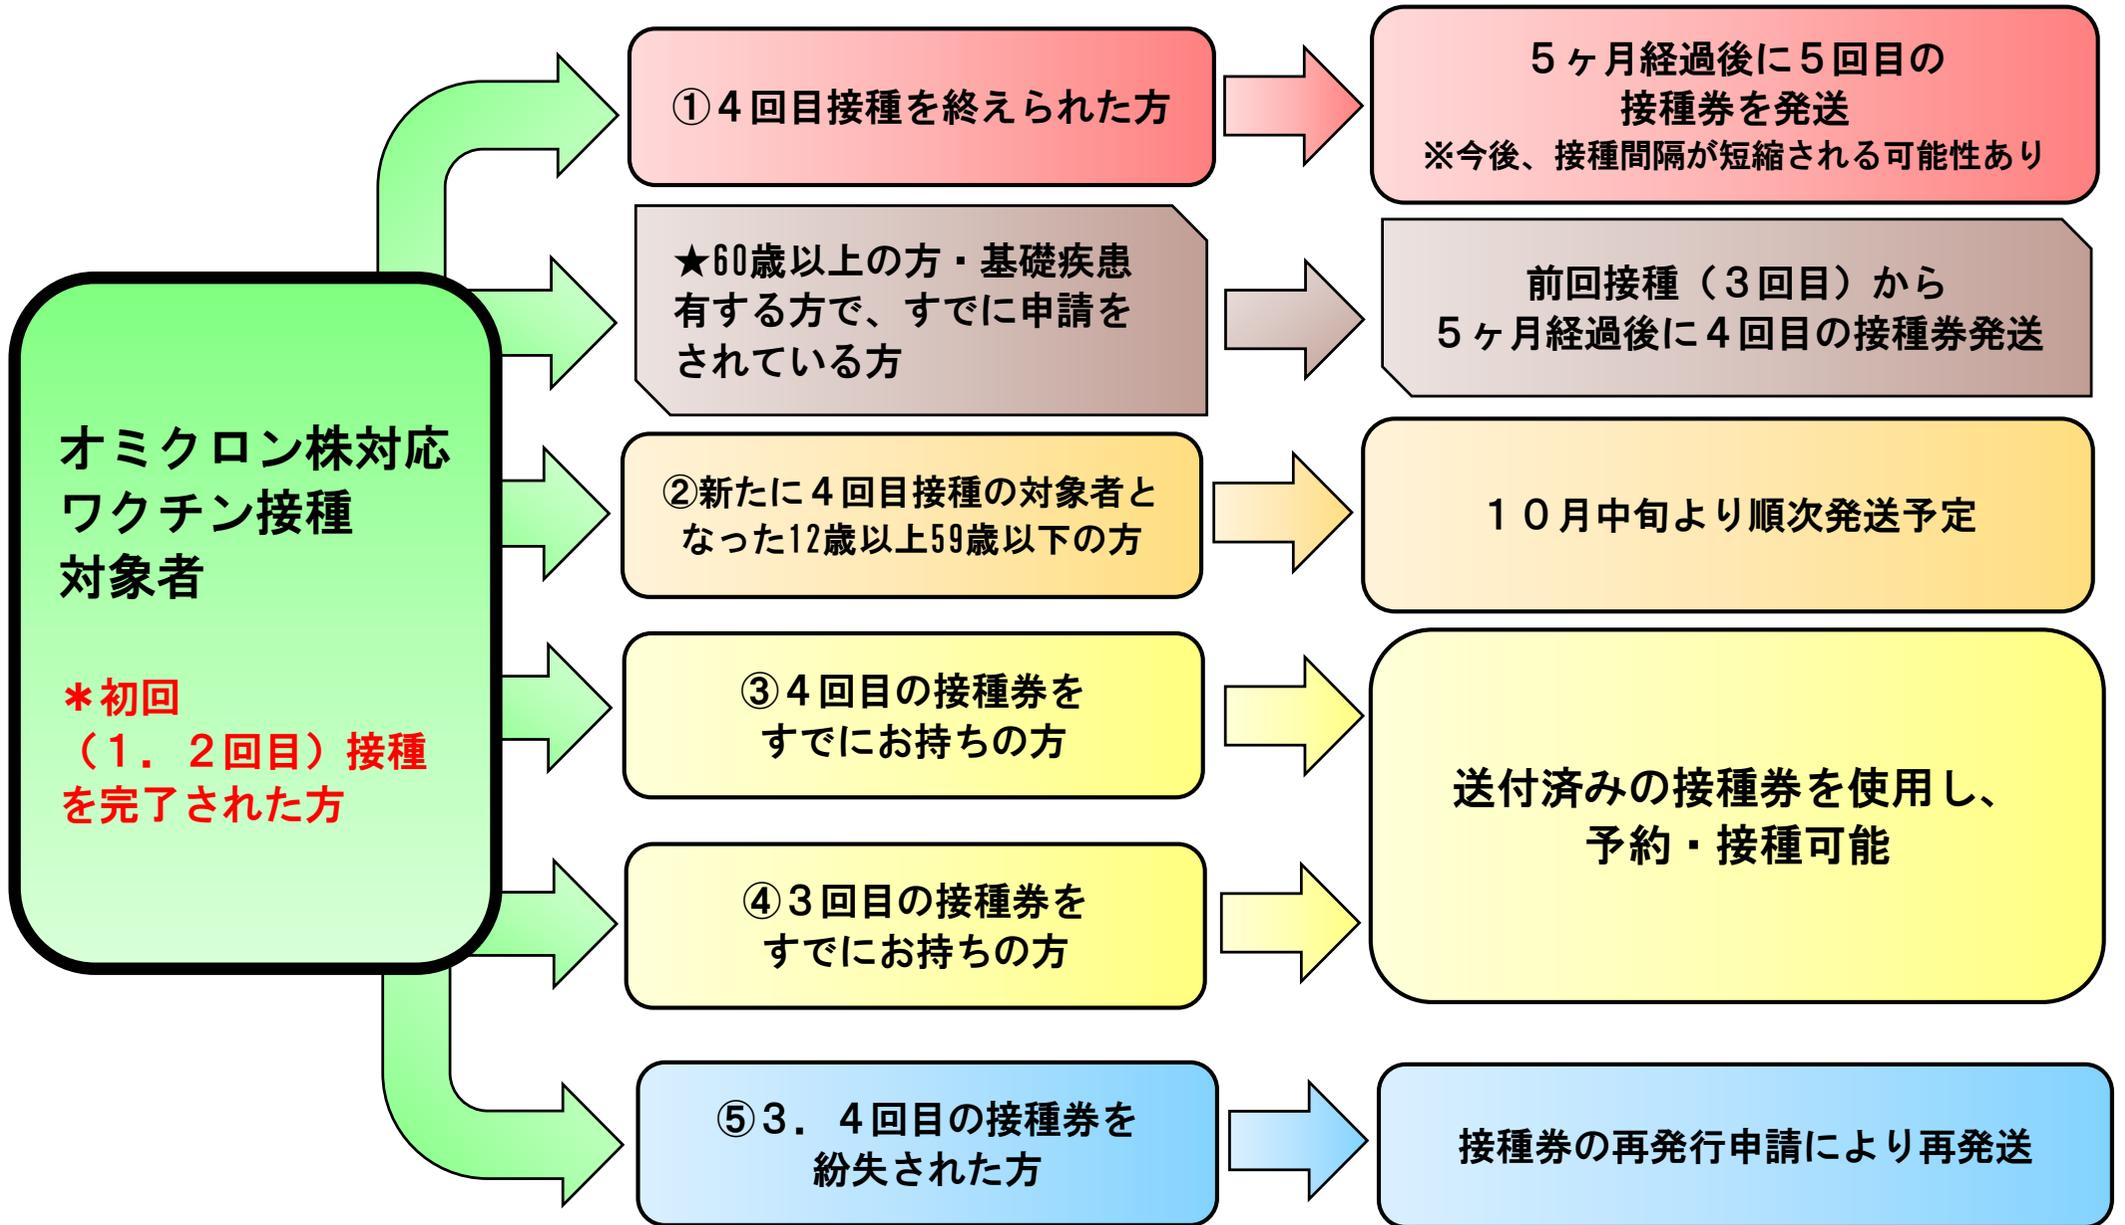 オミクロン株対応
ワクチン接種
対象者
＊初回
（１．２回目）接種
を完了された方
①４回目接種を終えられた方
５ヶ月経過後に５回目の
接種券を発送
※今後、接種間隔が短縮される可能性あり
★60歳以上の方・基礎疾患
有する方で、すでに申請を
されている方
前回接種（３回目）から
５ヶ月経過後に４回目の接種券発送
②新たに４回目接種の対象者と
なった12歳以上59歳以下の方
１０月中旬より順次発送予定
③４回目の接種券を
すでにお持ちの方
④３回目の接種券を
すでにお持ちの方
送付済みの接種券を使用し、
予約・接種可能
⑤３．４回目の接種券を
紛失された方
接種券の再発行申請により再発送